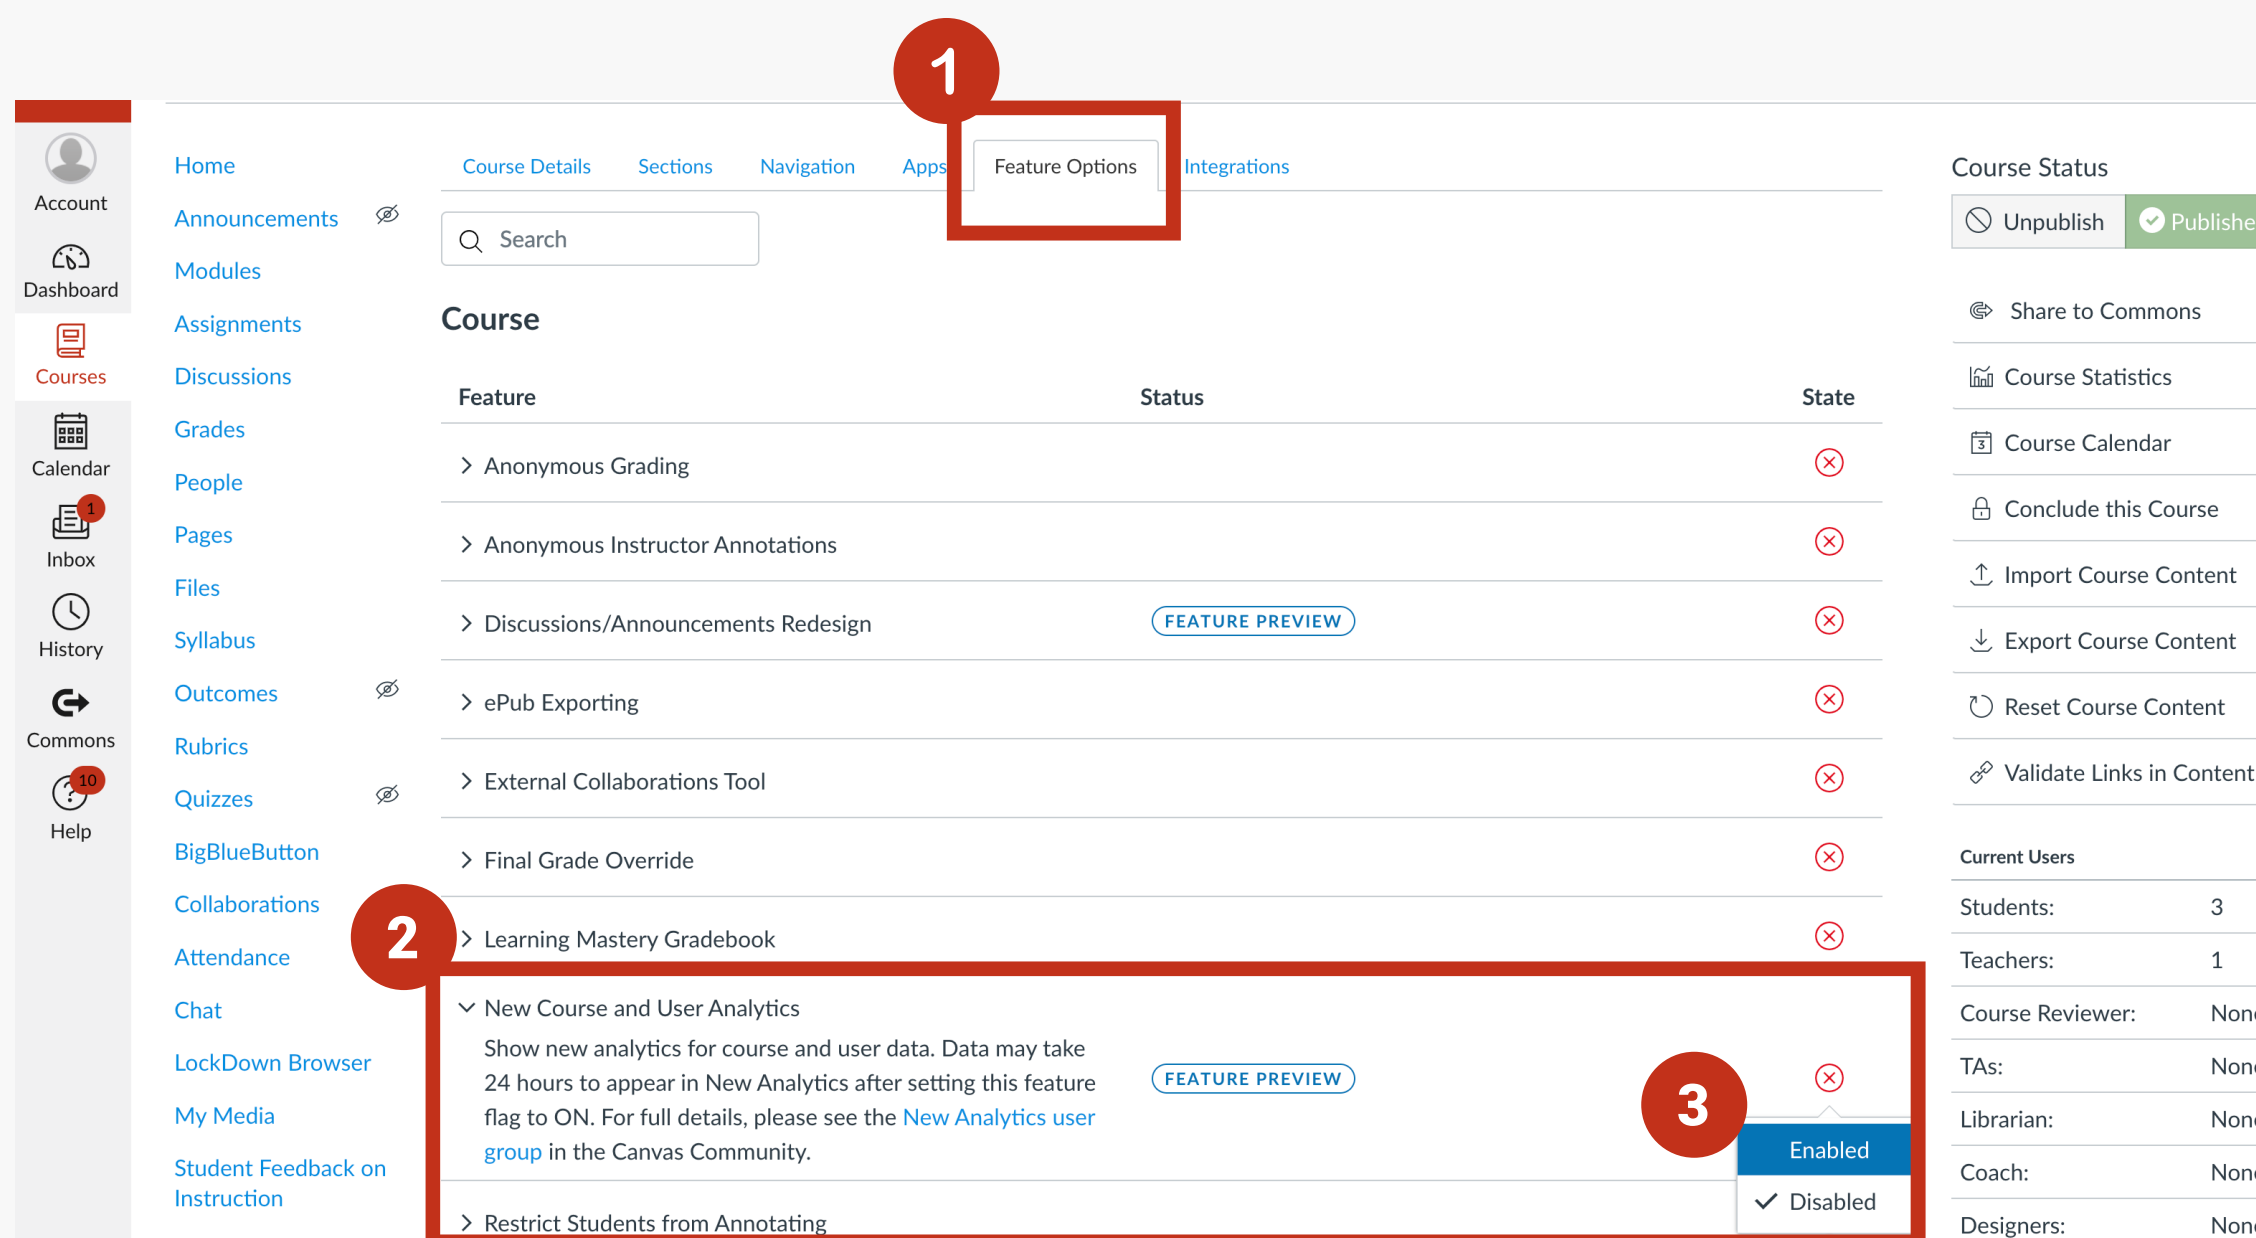 1
Account
Dashboard
Courses
Calendar
1
Inbox
History
Commons
10
Help
Home
Announcements
Modules
Assignments
Discussions
Grades
People
Pages
Files
Syllabus
Outcomes
Rubrics
Quizzes
BigBlueButton
Collaborations
Attendance
Chat
LockDown Browser
My Media
Student Feedback on
Instruction
Course Details Sections Navigation Apps Feature Options Integrations
Search
Course
Feature Status State
Anonymous Grading
Anonymous Instructor Annotations
Discussions/Announcements Redesign FEATURE PREVIEW
ePub Exporting
External Collaborations Tool
Final Grade Override
2
Learning Mastery Gradebook
New Course and User Analytics
Show new analytics for course and user data. Data may take
24 hours to appear in New Analytics after setting this feature
flag to ON. For full details, please see the New Analytics user
group in the Canvas Community.
FEATURE PREVIEW
3
Enabled
Disabled
Restrict Students from Annotating
Course Status
Unpublish Publishe
Share to Commons
Course Statistics
3 Course Calendar
Conclude this Course
Import Course Content
Export Course Content
Reset Course Content
Validate Links in Content
Current Users
Students: 3
Teachers: 1
Course Reviewer: Non
TAs: Non
Librarian: Non
Coach: Non
Designers: Non